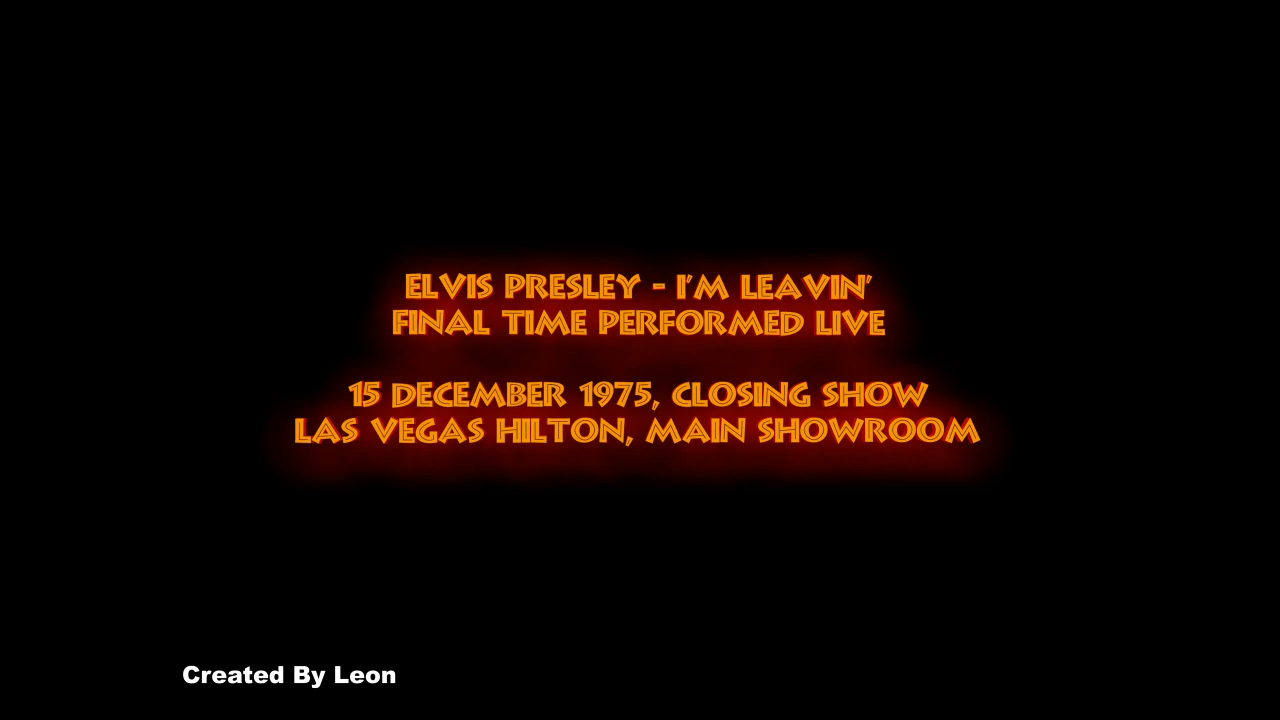 ELVIS PRESLEY - I'M LEAVIN'
FINAL TIME PERFORMED LIVE
15 DECEMBER 1975, CLOSING SHOW
LAS VEGAS HILTON, MAIN SHOWROOM
Created By Leon